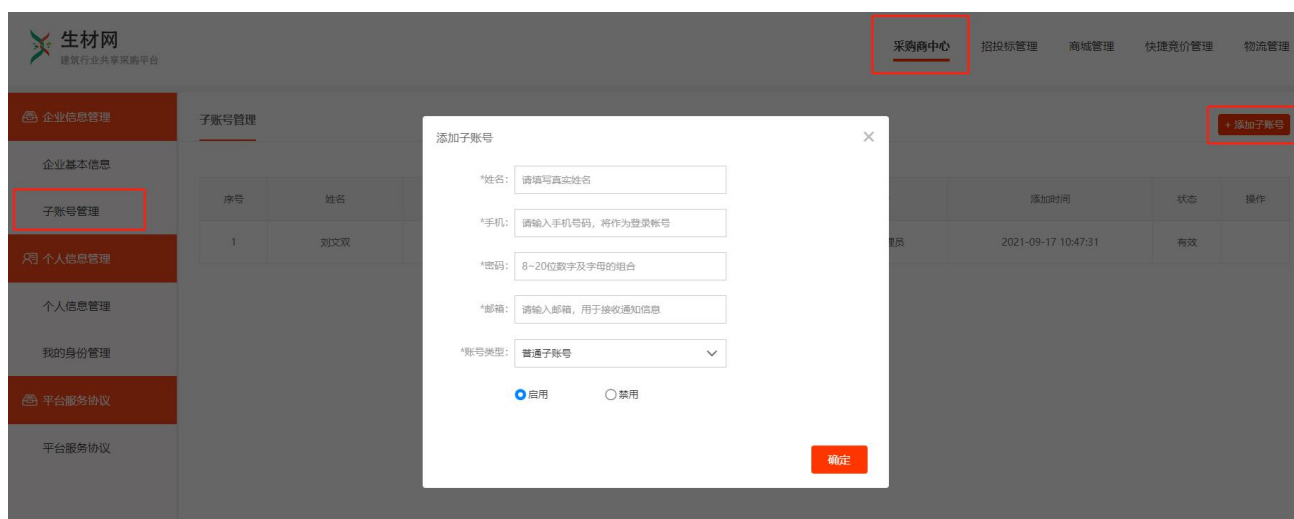 生材网
建筑行业共享采购平台
采购商中心
招投标管理
商城管理
快捷竞价管理
物流管理
企业信息管理
企业基本信息
子账号管理
个人信息管理
个人信息管理
我的身份管理
平台服务协议
平台服务协议
子账号管理
+ 添加子账号
序号
姓名
添加时间
状态
操作
1
刘文双
理员
2021-09-17 10:47:31
有效
添加子账号
*姓名: 请填写真实姓名
*手机: 请输入手机号码，将作为登录帐号
*密码: 8~20位数字及字母的组合
*邮箱: 请输入邮箱，用于接收通知信息
*账号类型: 普通子账号
启用
禁用
确定